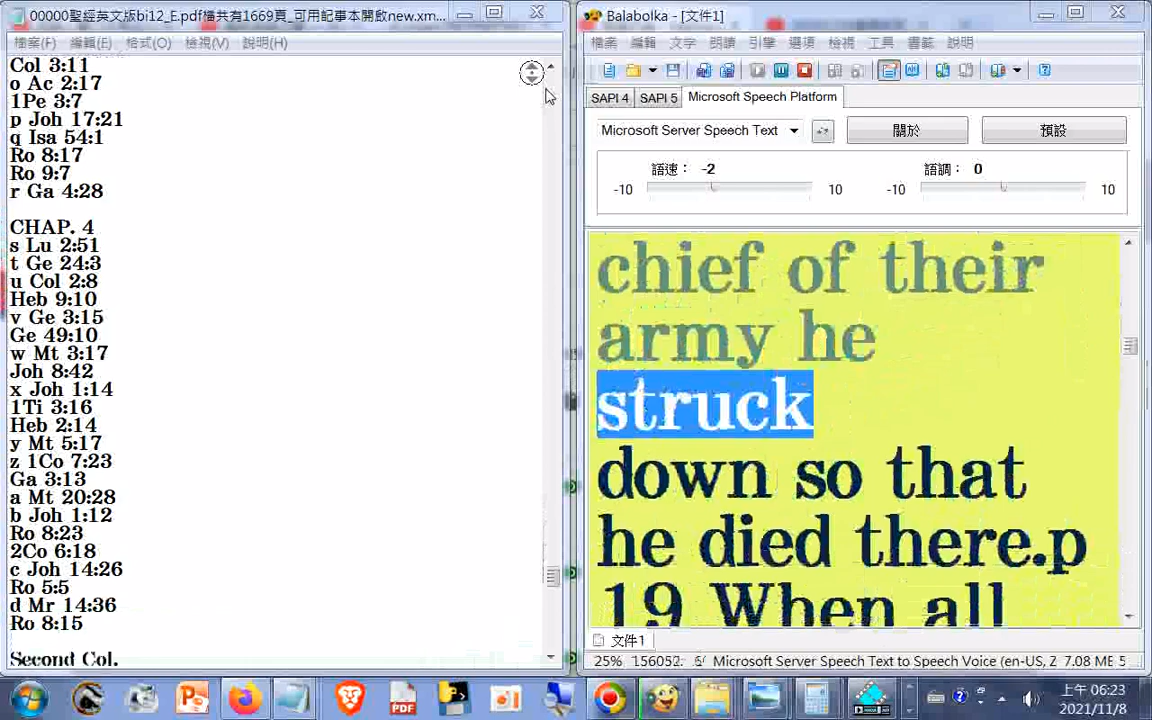 00000聖經英文版bi12_E.pdf檔共有1669頁_可用記事本開啟new.xm...
檔案(F) 編輯(E) 格式(O) 檢視(V) 說明(H)
Col 3:11
o Ac 2:17
1Pe 3:7
p Joh 17:21
q Isa 54:1
Ro 8:17
Ro 9:7
r Ga 4:28
CHAP. 4
s Lu 2:51
t Ge 24:3
u Col 2:8
Heb 9:10
v Ge 3:15
Ge 49:10
w Mt 3:17
Joh 8:42
x Joh 1:14
1Ti 3:16
Heb 2:14
y Mt 5:17
z 1Co 7:23
Ga 3:13
a Mt 20:28
b Joh 1:12
Ro 8:23
2Co 6:18
c Joh 14:26
Ro 5:5
d Mr 14:36
Ro 8:15
Second Col.
Balabolka - [文件1]
檔案 編輯 文字 朗讀 引擎 選項 檢視 工具 書籤 說明
SAPI 4 SAPI 5 Microsoft Speech Platform
Microsoft Server Speech Text 關於 預設
語速： -2 語調： 0
-10 10 -10 10
chief of their
army he
struck
down so that
he died there.p
19 When all
文件1
25% 156052. 6/ Microsoft Server Speech Text to Speech Voice (en-US, Z 7.08 MB 5
PDF
上午 06:23
2021/11/8